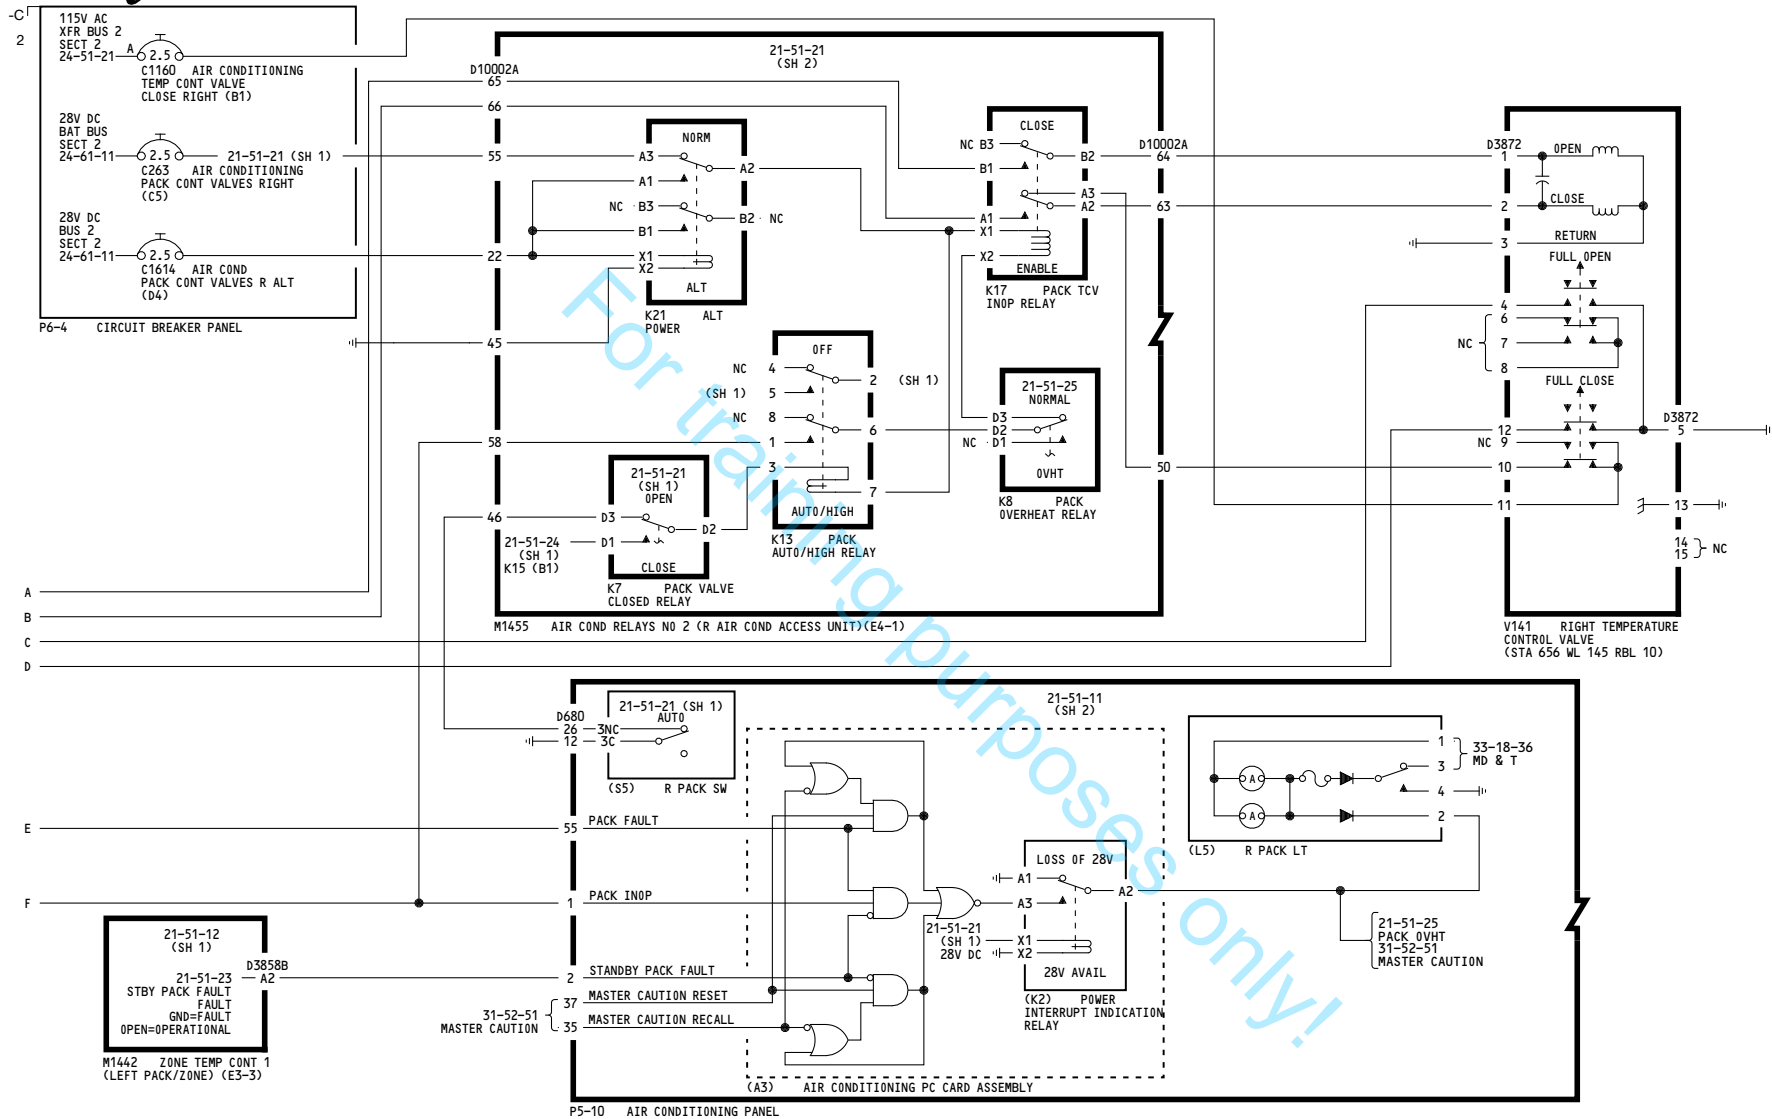 -C
2
115V AC
XFR BUS 2
SECT 2
24-51-21
A
2.5
C1160 AIR CONDITIONING
TEMP CONT VALVE
CLOSE RIGHT (B1)
28V DC
BAT BUS
SECT 2
24-61-11
2.5
21-51-21 (SH 1)
C263 AIR CONDITIONING
PACK CONT VALVES RIGHT
(C5)
28V DC
BUS 2
SECT 2
24-61-11
2.5
C1614 AIR COND
PACK CONT VALVES R ALT
(D4)
P6-4 CIRCUIT BREAKER PANEL
D10002A
65
66
55
22
45
58
46
21-51-21
(SH 2)
NORM
A3
A2
A1
NC B3
B2 NC
B1
X1
X2
ALT
K21 ALT
POWER
CLOSE
NC B3
B2
B1
A3
A2
A1
X1
X2
ENABLE
K17 PACK TCV
INOP RELAY
D10002A
64
63
50
OFF
NC 4
2 (SH 1)
(SH 1) 5
NC 8
6
1
3
7
AUTO/HIGH
K13 PACK
AUTO/HIGH RELAY
21-51-25
NORMAL
D3
D2
NC D1
OVHT
K8 PACK
OVERHEAT RELAY
21-51-21
(SH 1)
OPEN
D3
D2
D1
CLOSE
21-51-24
(SH 1)
K15 (B1)
K7 PACK VALVE
CLOSED RELAY
M1455 AIR COND RELAYS NO 2 (R AIR COND ACCESS UNIT)(E4-1)
D3872
1 OPEN
2 CLOSE
3 RETURN
FULL OPEN
4
6
NC 7
8
FULL CLOSE
12
NC 9
10
11
D3872
5
13
14
15
NC
V141 RIGHT TEMPERATURE
CONTROL VALVE
(STA 656 WL 145 RBL 10)
A
B
C
D
E
F
21-51-21 (SH 1)
AUTO
D680
26 3NC
12 3C
(S5) R PACK SW
21-51-11
(SH 2)
55 PACK FAULT
1 PACK INOP
2 STANDBY PACK FAULT
37 MASTER CAUTION RESET
35 MASTER CAUTION RECALL
31-52-51
MASTER CAUTION
21-51-12
(SH 1)
D3858B
21-51-23 A2
STBY PACK FAULT
FAULT
GND=FAULT
OPEN=OPERATIONAL
M1442 ZONE TEMP CONT 1
(LEFT PACK/ZONE) (E3-3)
LOSS OF 28V
A1
A2
A3
21-51-21
(SH 1)
28V DC
X1
X2
28V AVAIL
(K2) POWER
INTERRUPT INDICATION
RELAY
(A3) AIR CONDITIONING PC CARD ASSEMBLY
A
A
1
3
4
2
33-18-36
MD & T
(L5) R PACK LT
21-51-25
PACK OVHT
31-52-51
MASTER CAUTION
P5-10 AIR CONDITIONING PANEL
For training purposes only!